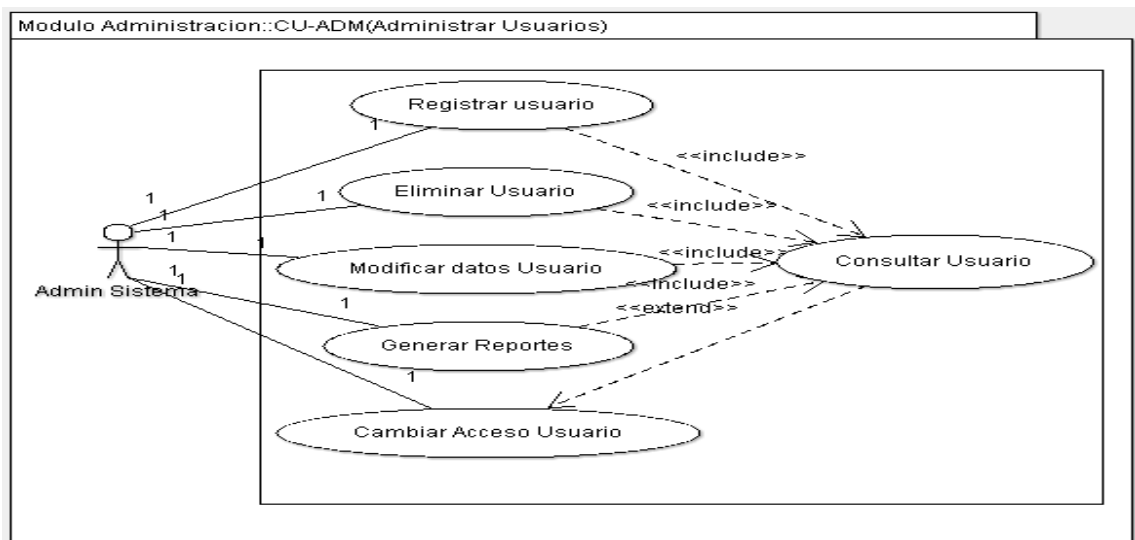 Modulo Administracion::CU-ADM(Administrar Usuarios)
Registrar usuario
1
<<include>>
Eliminar Usuario
1
1
1
<<include>>
1
1
<<include>>
Modificar datos Usuario
Consultar Usuario
1
1
<<include>>
Admin Sistema
1
<<extend>>
Generar Reportes
1
Cambiar Acceso Usuario